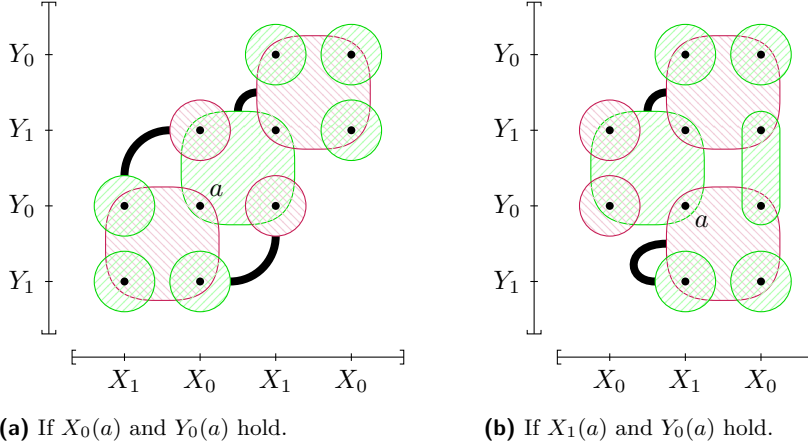 Y₀ Y₀
Y₁ Y₁
a
Y₀ Y₀
a
Y₁ Y₁
X₁ X₀ X₁ X₀ X₀ X₁ X₀
(a) If X₀(a) and Y₀(a) hold. (b) If X₁(a) and Y₀(a) hold.